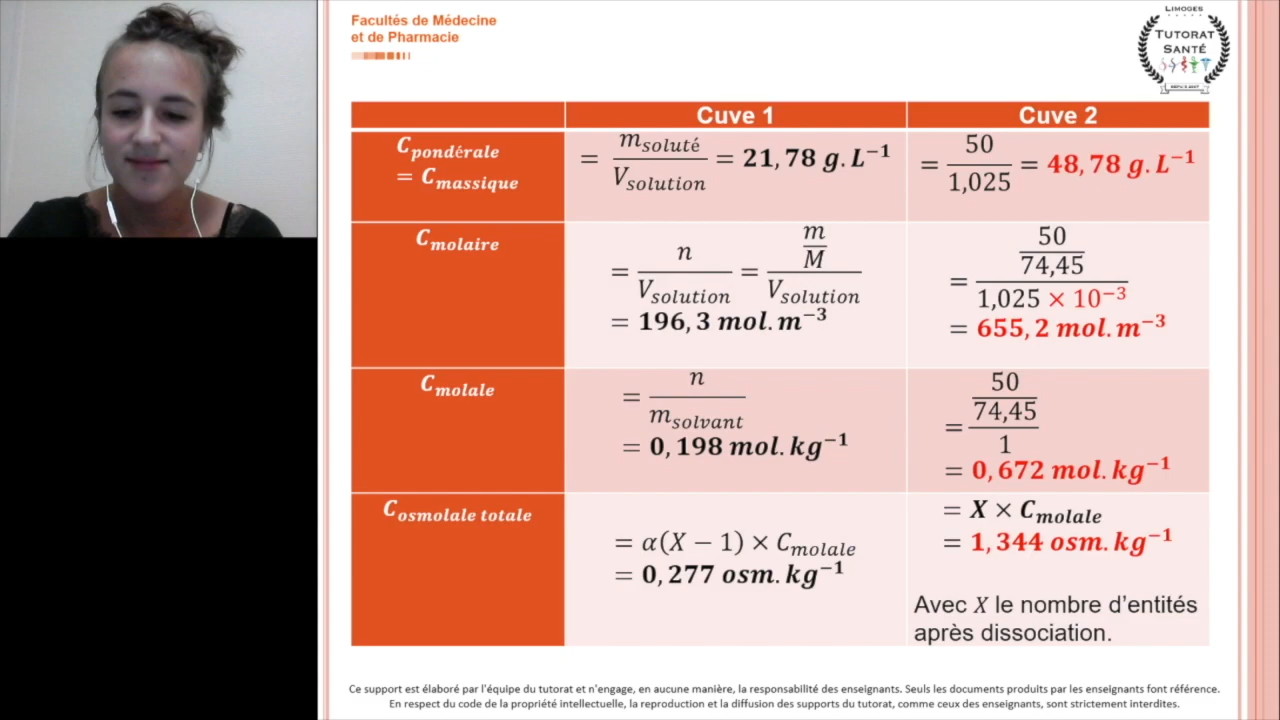 Facultés de Médecine
et de Pharmacie
LIMOGES
TUTORAT
SANTÉ
Cuve 1 Cuve 2
C_pondérale
= C_massique
= m_soluté / V_solution = 21,78 g.L⁻¹
= 50 / 1,025 = 48,78 g.L⁻¹
C_molaire
= n / V_solution = (m / M) / V_solution
= 196,3 mol.m⁻³
= (50 / 74,45) / (1,025 × 10⁻³)
= 655,2 mol.m⁻³
C_molale
= n / m_solvant
= 0,198 mol.kg⁻¹
= (50 / 74,45) / 1
= 0,672 mol.kg⁻¹
C_osmolale totale
= α(X − 1) × C_molale
= 0,277 osm.kg⁻¹
= X × C_molale
= 1,344 osm.kg⁻¹
Avec X le nombre d'entités
après dissociation.
Ce support est élaboré par l'équipe du tutorat et n'engage, en aucune manière, la responsabilité des enseignants. Seuls les documents produits par les enseignants font référence.
En respect du code de la propriété intellectuelle, la reproduction et la diffusion des supports du tutorat, comme ceux des enseignants, sont strictement interdites.